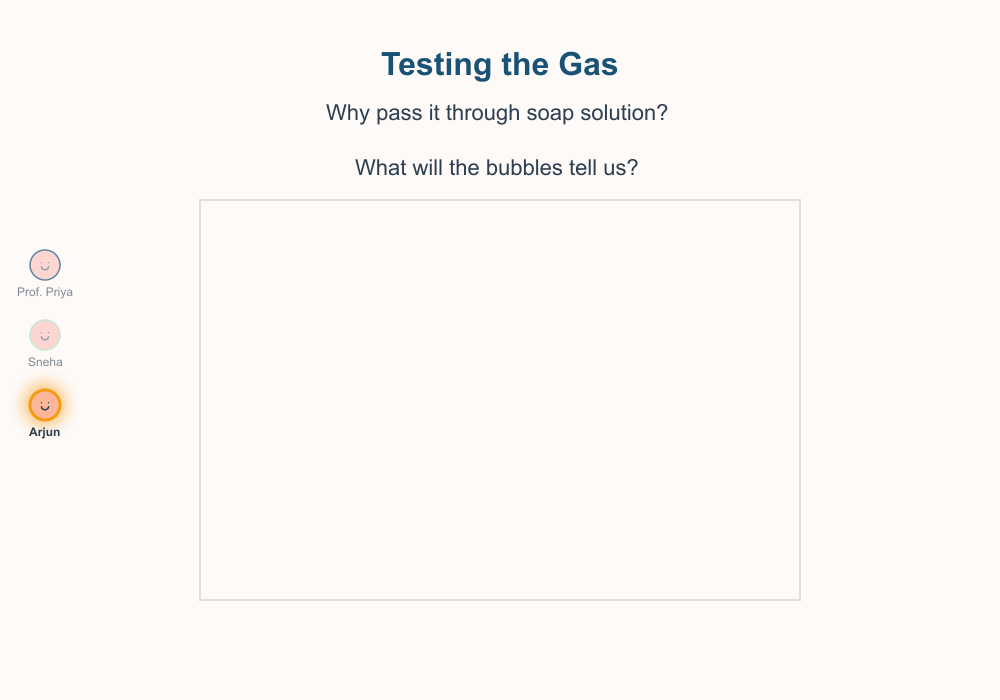 Testing the Gas
Why pass it through soap solution?
What will the bubbles tell us?
Prof. Priya
Sneha
Arjun